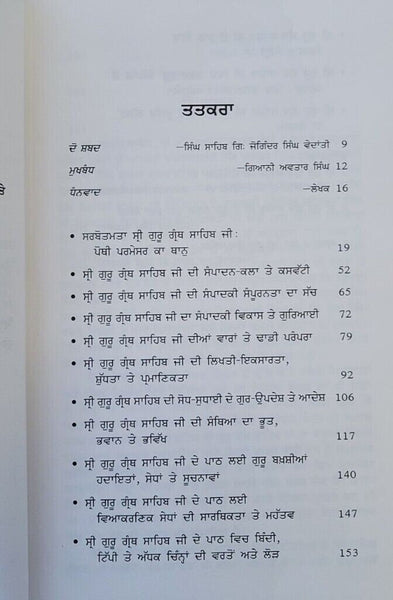 ਤਤਕਰਾ
ਦੋ ਸ਼ਬਦ –ਸਿੰਘ ਸਾਹਿਬ ਗਿ: ਜੋਗਿੰਦਰ ਸਿੰਘ ਵੇਦਾਂਤੀ 9
ਮੁਖਬੰਧ –ਗਿਆਨੀ ਅਵਤਾਰ ਸਿੰਘ 12
ਧੰਨਵਾਦ –ਲੇਖਕ 16
• ਸਰਬੋਤਮਤਾ ਸ੍ਰੀ ਗੁਰੂ ਗ੍ਰੰਥ ਸਾਹਿਬ ਜੀ:
ਪੋਥੀ ਪਰਮੇਸਰ ਕਾ ਥਾਨੁ 19
• ਸ੍ਰੀ ਗੁਰੂ ਗ੍ਰੰਥ ਸਾਹਿਬ ਜੀ ਦੀ ਸੰਪਾਦਨ-ਕਲਾ ਤੇ ਕਸਵੱਟੀ 52
• ਸ੍ਰੀ ਗੁਰੂ ਗ੍ਰੰਥ ਸਾਹਿਬ ਜੀ ਦੀ ਸੰਪਾਦਕੀ ਸੰਪੂਰਨਤਾ ਦਾ ਸੱਚ 65
• ਸ੍ਰੀ ਗੁਰੂ ਗ੍ਰੰਥ ਸਾਹਿਬ ਜੀ ਦਾ ਸੰਪਾਦਕੀ ਵਿਕਾਸ ਤੇ ਗੁਰਿਆਈ 72
• ਸ੍ਰੀ ਗੁਰੂ ਗ੍ਰੰਥ ਸਾਹਿਬ ਜੀ ਦੀਆਂ ਵਾਰਾਂ ਤੇ ਢਾਡੀ ਪਰੰਪਰਾ 79
• ਸ੍ਰੀ ਗੁਰੂ ਗ੍ਰੰਥ ਸਾਹਿਬ ਜੀ ਦੀ ਲਿਖਤੀ-ਇਕਸਾਰਤਾ,
ਸ਼ੁੱਧਤਾ ਤੇ ਪ੍ਰਮਾਣਿਕਤਾ 92
• ਸ੍ਰੀ ਗੁਰੂ ਗ੍ਰੰਥ ਸਾਹਿਬ ਦੀ ਸੋਧ-ਸੁਧਾਈ ਦੇ ਗੁਰ-ਉਪਦੇਸ਼ ਤੇ ਆਦੇਸ਼ 106
• ਸ੍ਰੀ ਗੁਰੂ ਗ੍ਰੰਥ ਸਾਹਿਬ ਜੀ ਦੀ ਸੰਥਿਆ ਦਾ ਭੂਤ,
ਭਵਾਨ ਤੇ ਭਵਿੱਖ 117
• ਸ੍ਰੀ ਗੁਰੂ ਗ੍ਰੰਥ ਸਾਹਿਬ ਜੀ ਦੇ ਪਾਠ ਲਈ ਗੁਰੂ ਬਖ਼ਸ਼ੀਆਂ
ਹਦਾਇਤਾਂ, ਸੇਧਾਂ ਤੇ ਸੂਚਨਾਵਾਂ 140
• ਸ੍ਰੀ ਗੁਰੂ ਗ੍ਰੰਥ ਸਾਹਿਬ ਜੀ ਦੇ ਪਾਠ ਲਈ
ਵਿਆਕਰਣਿਕ ਸੇਧਾਂ ਦੀ ਸਾਰਥਿਕਤਾ ਤੇ ਮਹੱਤਵ 147
• ਸ੍ਰੀ ਗੁਰੂ ਗ੍ਰੰਥ ਸਾਹਿਬ ਜੀ ਦੇ ਪਾਠ ਵਿਚ ਬਿੰਦੀ,
ਟਿੱਪੀ ਤੇ ਅੱਧਕ ਚਿੰਨ੍ਹਾਂ ਦੀ ਵਰਤੋਂ ਅਤੇ ਲੋੜ 153